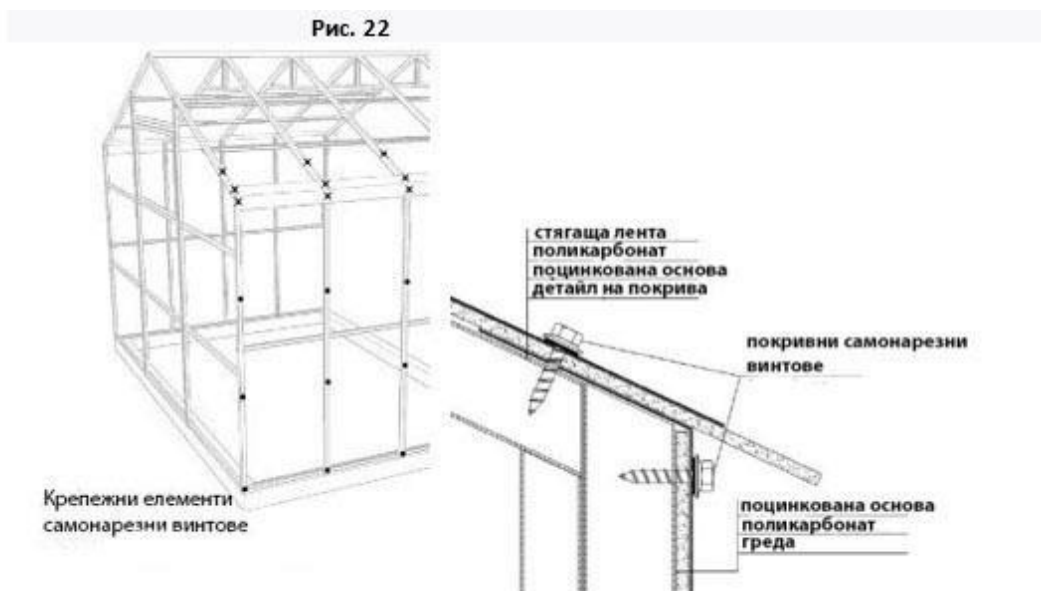 Рис. 22
стягаща лента
поликарбонат
поцинкована основа
детайл на покрива
покривни самонарезни
винтове
Крепежни елементи
самонарезни винтове
поцинкована основа
поликарбонат
греда